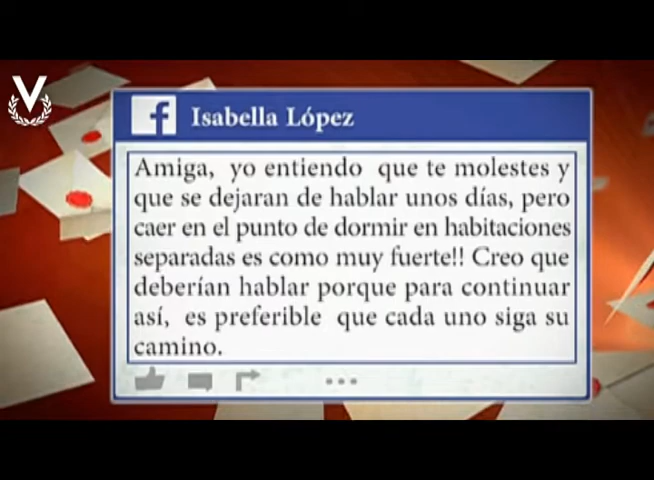 V
f Isabella López
Amiga, yo entiendo que te molestes y
que se dejaran de hablar unos días, pero
caer en el punto de dormir en habitaciones
separadas es como muy fuerte!! Creo que
deberían hablar porque para continuar
así, es preferible que cada uno siga su
camino.